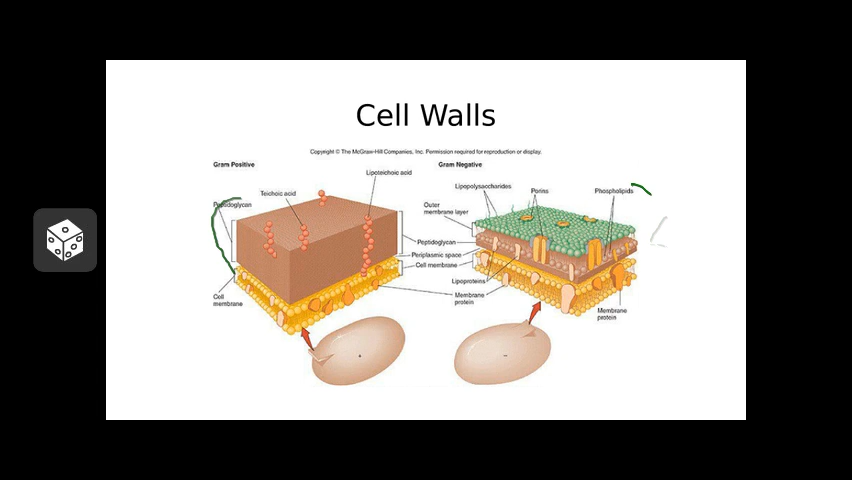 Cell Walls
Copyright © The McGraw-Hill Companies, Inc. Permission required for reproduction or display.
Gram Positive
Gram Negative
Lipoteichoic acid
Teichoic acid
Lipopolysaccharides
Porins
Phospholipids
Peptidoglycan
Outer
membrane layer
Peptidoglycan
Periplasmic space
Cell membrane
Lipoproteins
Cell
membrane
Membrane
protein
Membrane
protein